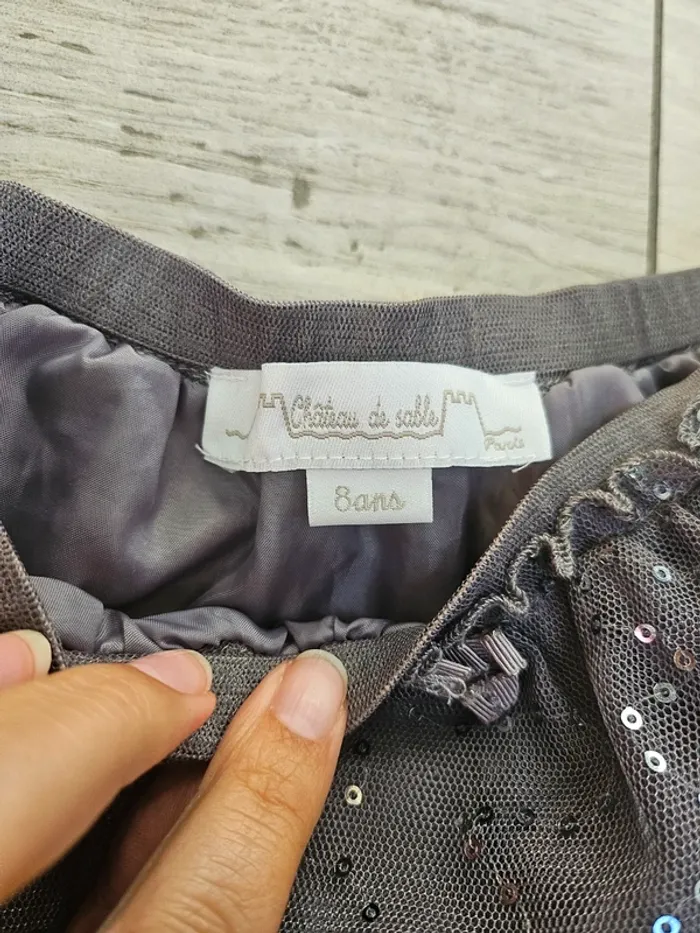 Château de sable
Paris
8ans